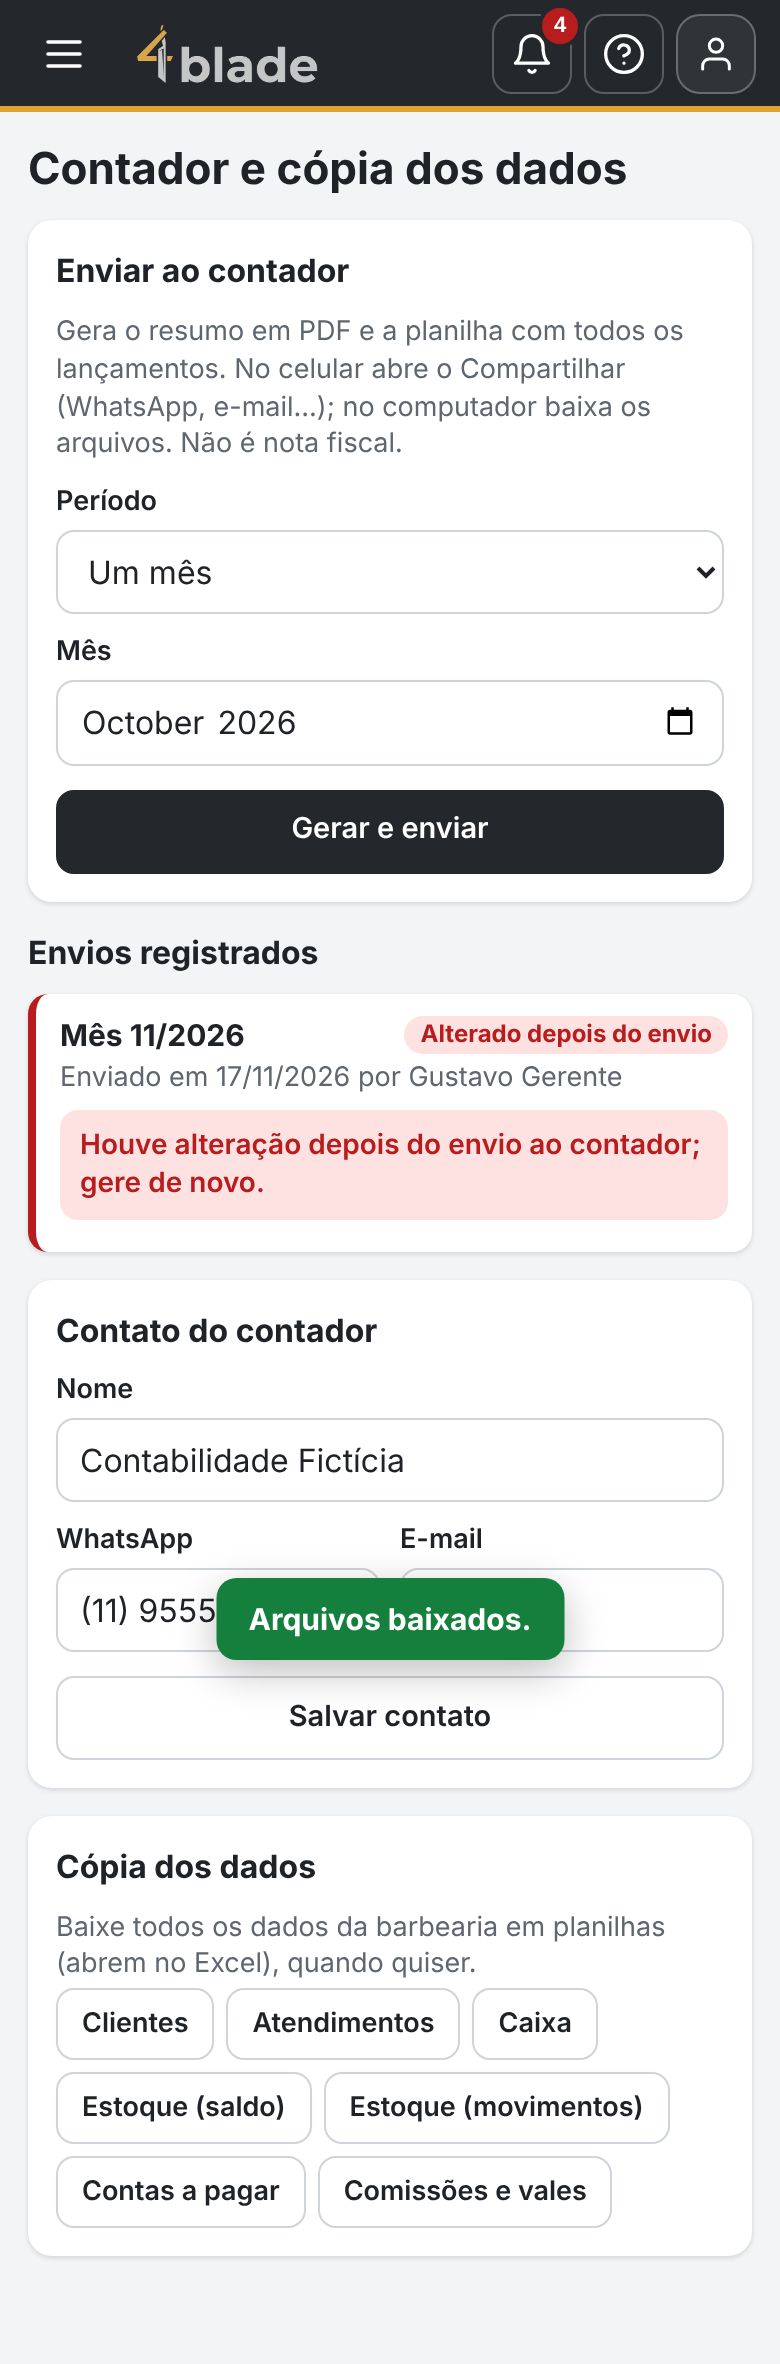 4blade
4
Contador e cópia dos dados
Enviar ao contador
Gera o resumo em PDF e a planilha com todos os
lançamentos. No celular abre o Compartilhar
(WhatsApp, e-mail...); no computador baixa os
arquivos. Não é nota fiscal.
Período
Um mês
Mês
October 2026
Gerar e enviar
Envios registrados
Mês 11/2026
Alterado depois do envio
Enviado em 17/11/2026 por Gustavo Gerente
Houve alteração depois do envio ao contador;
gere de novo.
Contato do contador
Nome
Contabilidade Fictícia
WhatsApp
E-mail
(11) 9555
Arquivos baixados.
Salvar contato
Cópia dos dados
Baixe todos os dados da barbearia em planilhas
(abrem no Excel), quando quiser.
Clientes
Atendimentos
Caixa
Estoque (saldo)
Estoque (movimentos)
Contas a pagar
Comissões e vales